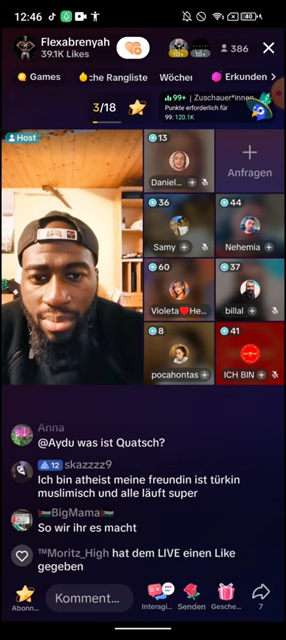 12:46
40
Flexabrenyah
39.1K Likes
386
Games
che Rangliste
Wöcher
Erkunden
3/18
99+ | Zuschauer*innen
Punkte erforderlich für
99: 120.1K
Host
13
Daniel...
Anfragen
36
Samy
44
Nehemia
60
Violeta❤️He...
37
billal
8
pocahontas
41
ICH BIN
Anna
@Aydu was ist Quatsch?
12 skazzzz9
Ich bin atheist meine freundin ist türkin
muslimisch und alle läuft super
🇵🇸BigMama🇵🇸
So wir ihr es macht
™Moritz_High hat dem LIVE einen Like
gegeben
Abonn...
Komment...
Interagi...
Senden
Gesche...
7